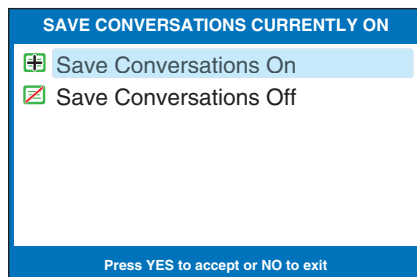 SAVE CONVERSATIONS CURRENTLY ON
Save Conversations On
Save Conversations Off
Press YES to accept or NO to exit